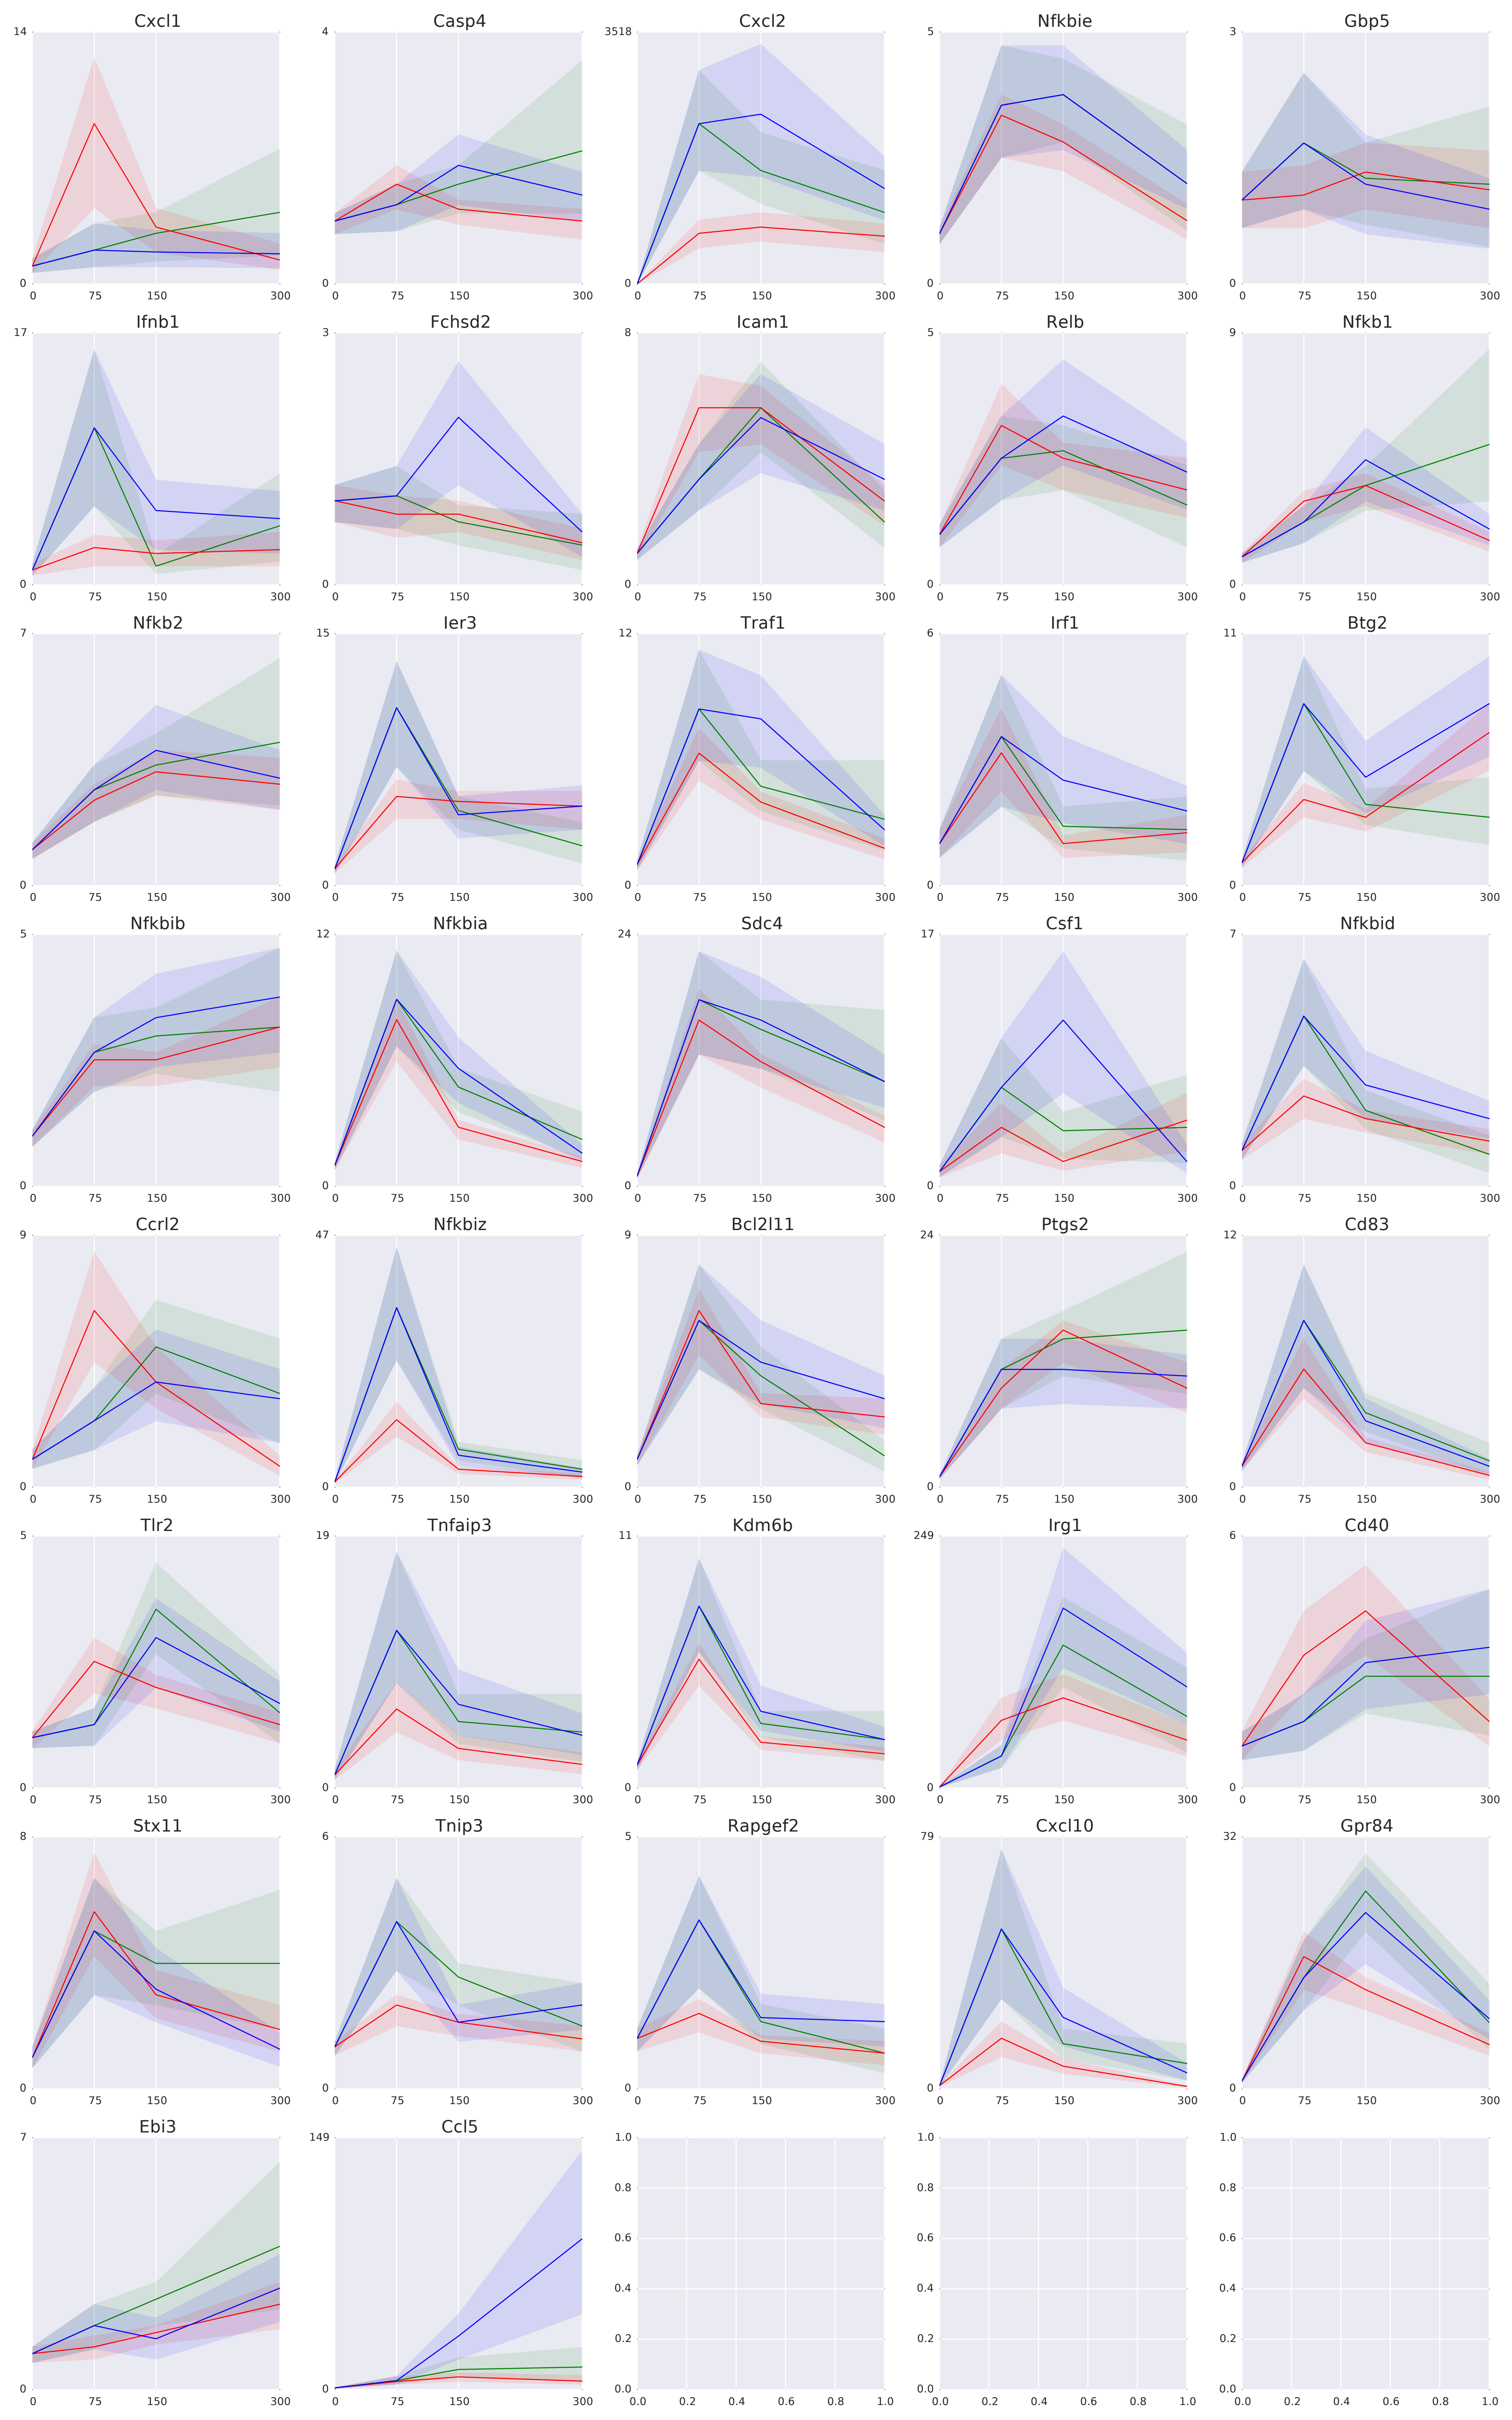 Cxcl1 Casp4 Cxcl2 Nfkbie Gbp5
14 4 3518 5 3
0 0 0 0 0
0 75 150 300 0 75 150 300 0 75 150 300 0 75 150 300 0 75 150 300
Ifnb1 Fchsd2 Icam1 Relb Nfkb1
17 3 8 5 9
0 0 0 0 0
0 75 150 300 0 75 150 300 0 75 150 300 0 75 150 300 0 75 150 300
Nfkb2 Ier3 Traf1 Irf1 Btg2
7 15 12 6 11
0 0 0 0 0
0 75 150 300 0 75 150 300 0 75 150 300 0 75 150 300 0 75 150 300
Nfkbib Nfkbia Sdc4 Csf1 Nfkbid
5 12 24 17 7
0 0 0 0 0
0 75 150 300 0 75 150 300 0 75 150 300 0 75 150 300 0 75 150 300
Ccrl2 Nfkbiz Bcl2l11 Ptgs2 Cd83
9 47 9 24 12
0 0 0 0 0
0 75 150 300 0 75 150 300 0 75 150 300 0 75 150 300 0 75 150 300
Tlr2 Tnfaip3 Kdm6b Irg1 Cd40
5 19 11 249 6
0 0 0 0 0
0 75 150 300 0 75 150 300 0 75 150 300 0 75 150 300 0 75 150 300
Stx11 Tnip3 Rapgef2 Cxcl10 Gpr84
8 6 5 79 32
0 0 0 0 0
0 75 150 300 0 75 150 300 0 75 150 300 0 75 150 300 0 75 150 300
Ebi3 Ccl5
7 149 1.0 1.0 1.0
0.8 0.8 0.8
0.6 0.6 0.6
0.4 0.4 0.4
0.2 0.2 0.2
0 0 0.0 0.0 0.0
0 75 150 300 0 75 150 300 0.0 0.2 0.4 0.6 0.8 1.0 0.0 0.2 0.4 0.6 0.8 1.0 0.0 0.2 0.4 0.6 0.8 1.0